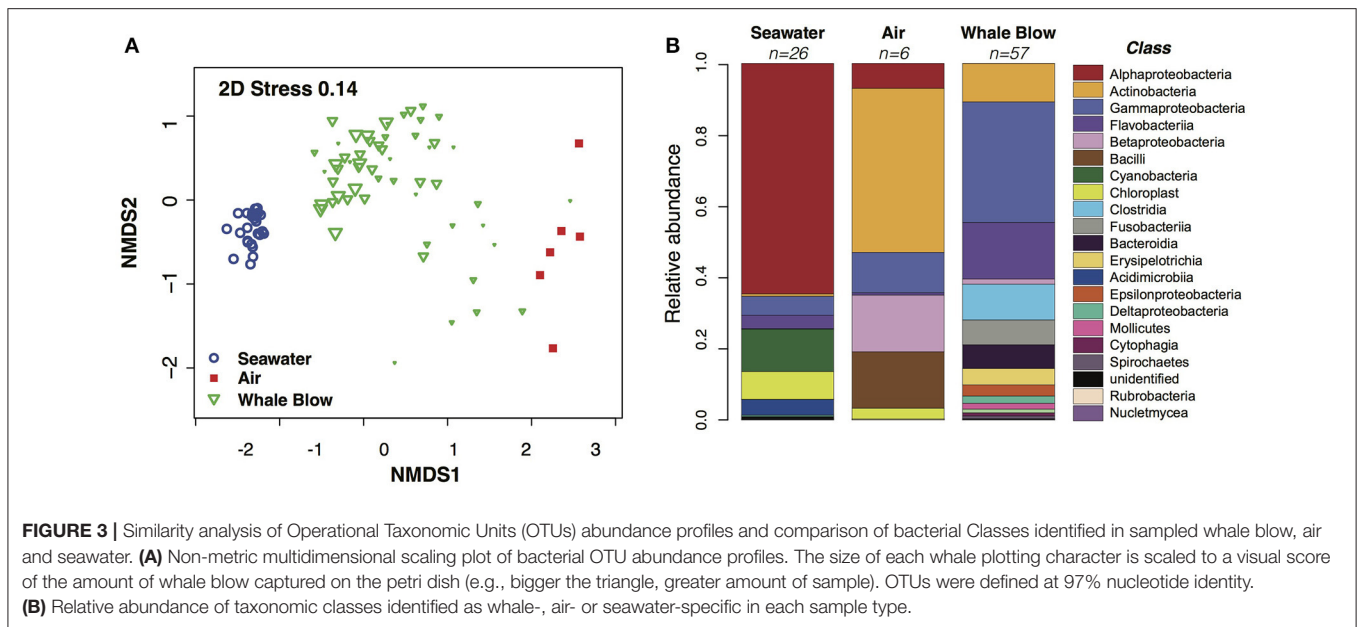 A
2D Stress 0.14
NMDS2
1
0
-1
-2
Seawater
Air
Whale Blow
-2 -1 0 1 2 3
NMDS1
B
Seawater Air Whale Blow
n=26 n=6 n=57
Relative abundance
1.0
0.8
0.6
0.4
0.2
0.0
Class
Alphaproteobacteria
Actinobacteria
Gammaproteobacteria
Flavobacteriia
Betaproteobacteria
Bacilli
Cyanobacteria
Chloroplast
Clostridia
Fusobacteriia
Bacteroidia
Erysipelotrichia
Acidimicrobiia
Epsilonproteobacteria
Deltaproteobacteria
Mollicutes
Cytophagia
Spirochaetes
unidentified
Rubrobacteria
Nucletmycea
FIGURE 3 | Similarity analysis of Operational Taxonomic Units (OTUs) abundance profiles and comparison of bacterial Classes identified in sampled whale blow, air
and seawater. (A) Non-metric multidimensional scaling plot of bacterial OTU abundance profiles. The size of each whale plotting character is scaled to a visual score
of the amount of whale blow captured on the petri dish (e.g., bigger the triangle, greater amount of sample). OTUs were defined at 97% nucleotide identity.
(B) Relative abundance of taxonomic classes identified as whale-, air- or seawater-specific in each sample type.